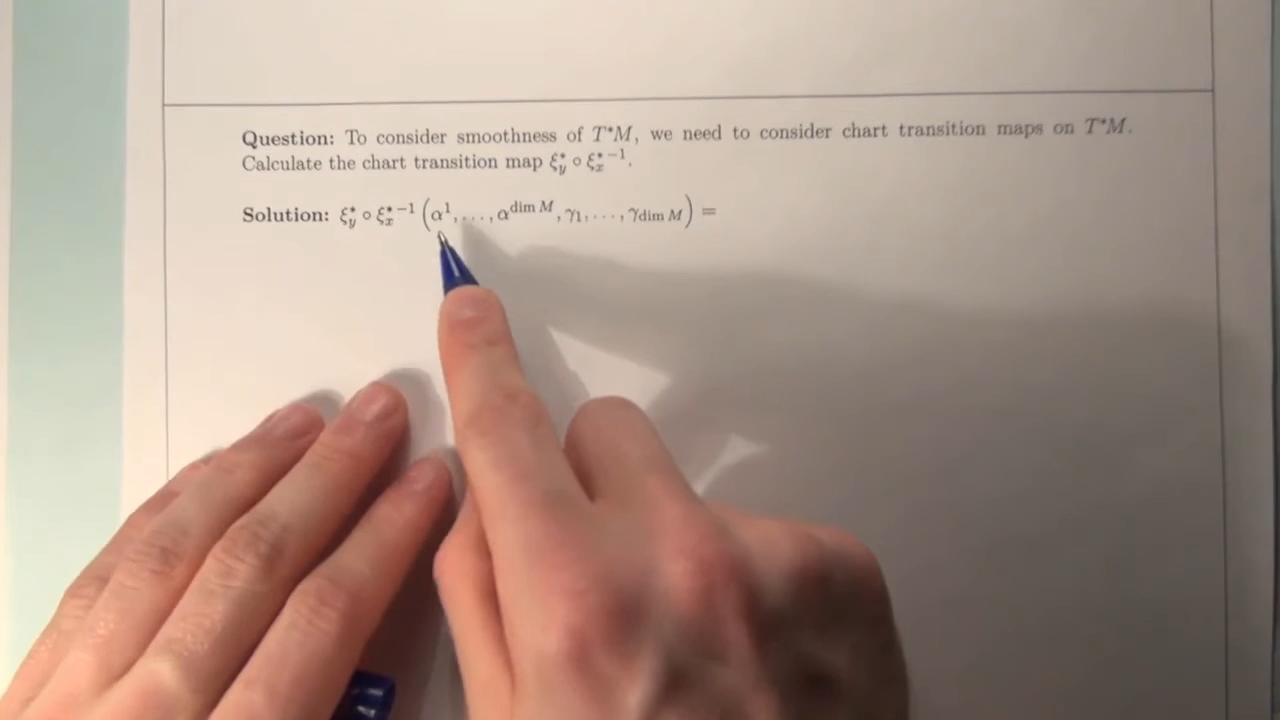 Question: To consider smoothness of T*M, we need to consider chart transition maps on T*M.
Calculate the chart transition map ξ*_y ∘ ξ*_x^{-1}.
Solution: ξ*_y ∘ ξ*_x^{-1} (α^1, ..., α^{dim M}, γ_1, ..., γ_{dim M}) =